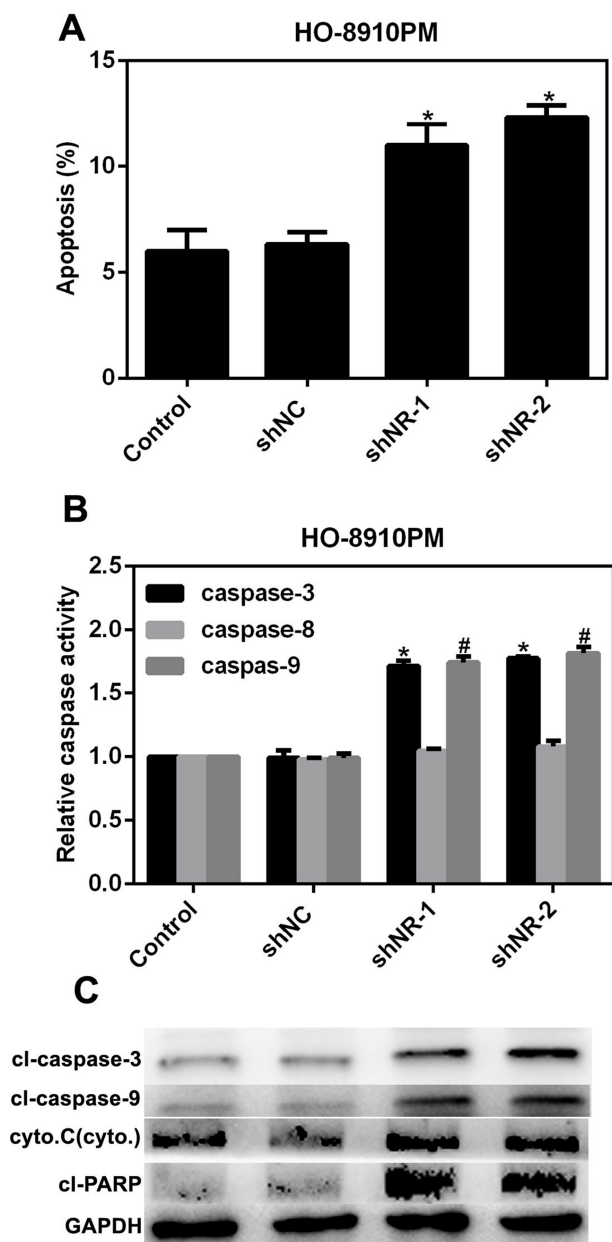 A
HO-8910PM
Apoptosis (%)
15
10
5
0
Control
shNC
shNR-1
shNR-2
*
*
B
HO-8910PM
Relative caspase activity
2.5
2.0
1.5
1.0
0.5
0.0
caspase-3
caspase-8
caspas-9
*
#
*
#
Control
shNC
shNR-1
shNR-2
C
cl-caspase-3
cl-caspase-9
cyto.C(cyto.)
cl-PARP
GAPDH